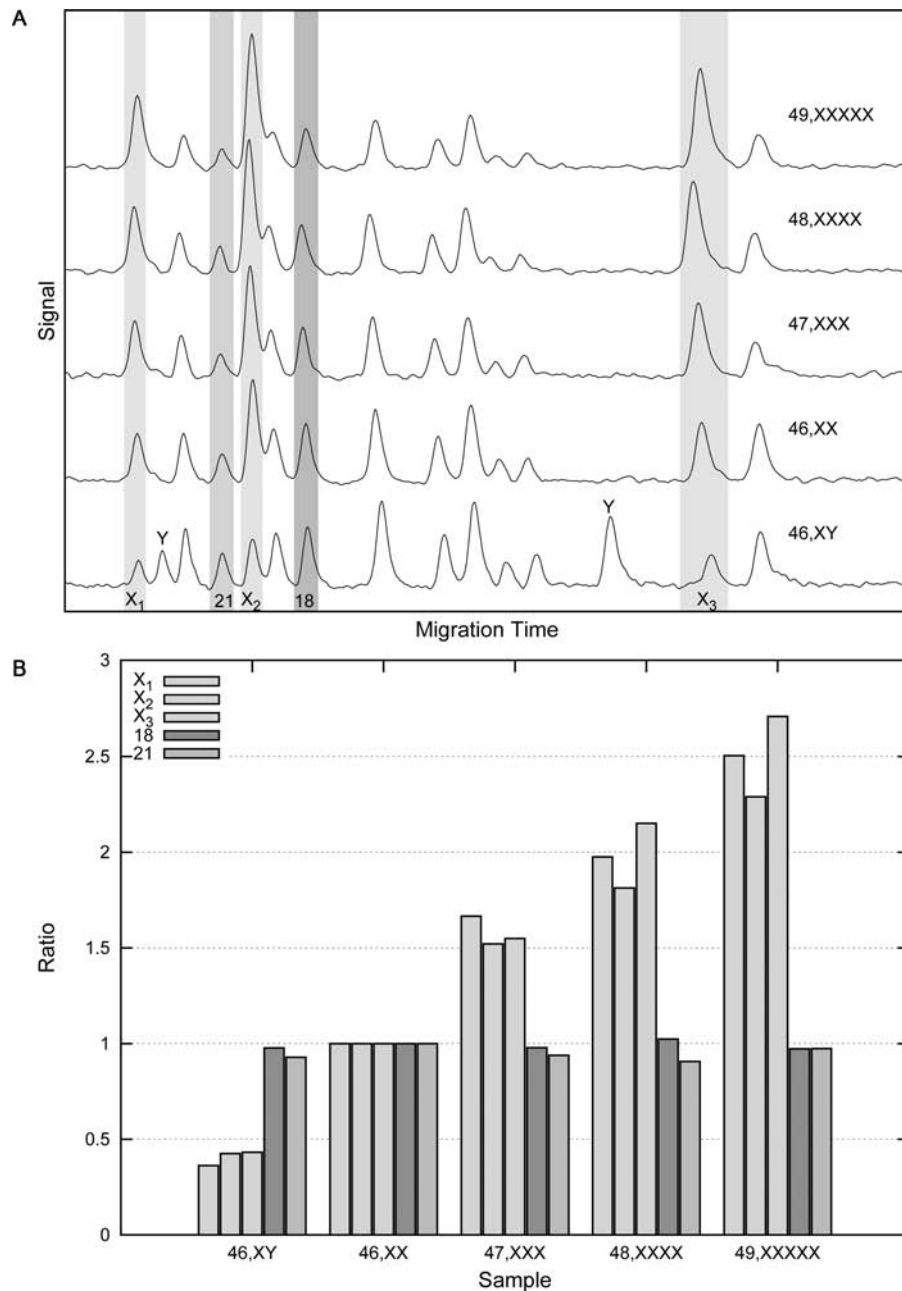 A
49,XXXXX
48,XXXX
47,XXX
46,XX
46,XY
Signal
Y
Y
X₁
21
X₂
18
X₃
Migration Time
B
X₁
X₂
X₃
18
21
3
2.5
2
1.5
1
0.5
0
Ratio
46,XY
46,XX
47,XXX
48,XXXX
49,XXXXX
Sample